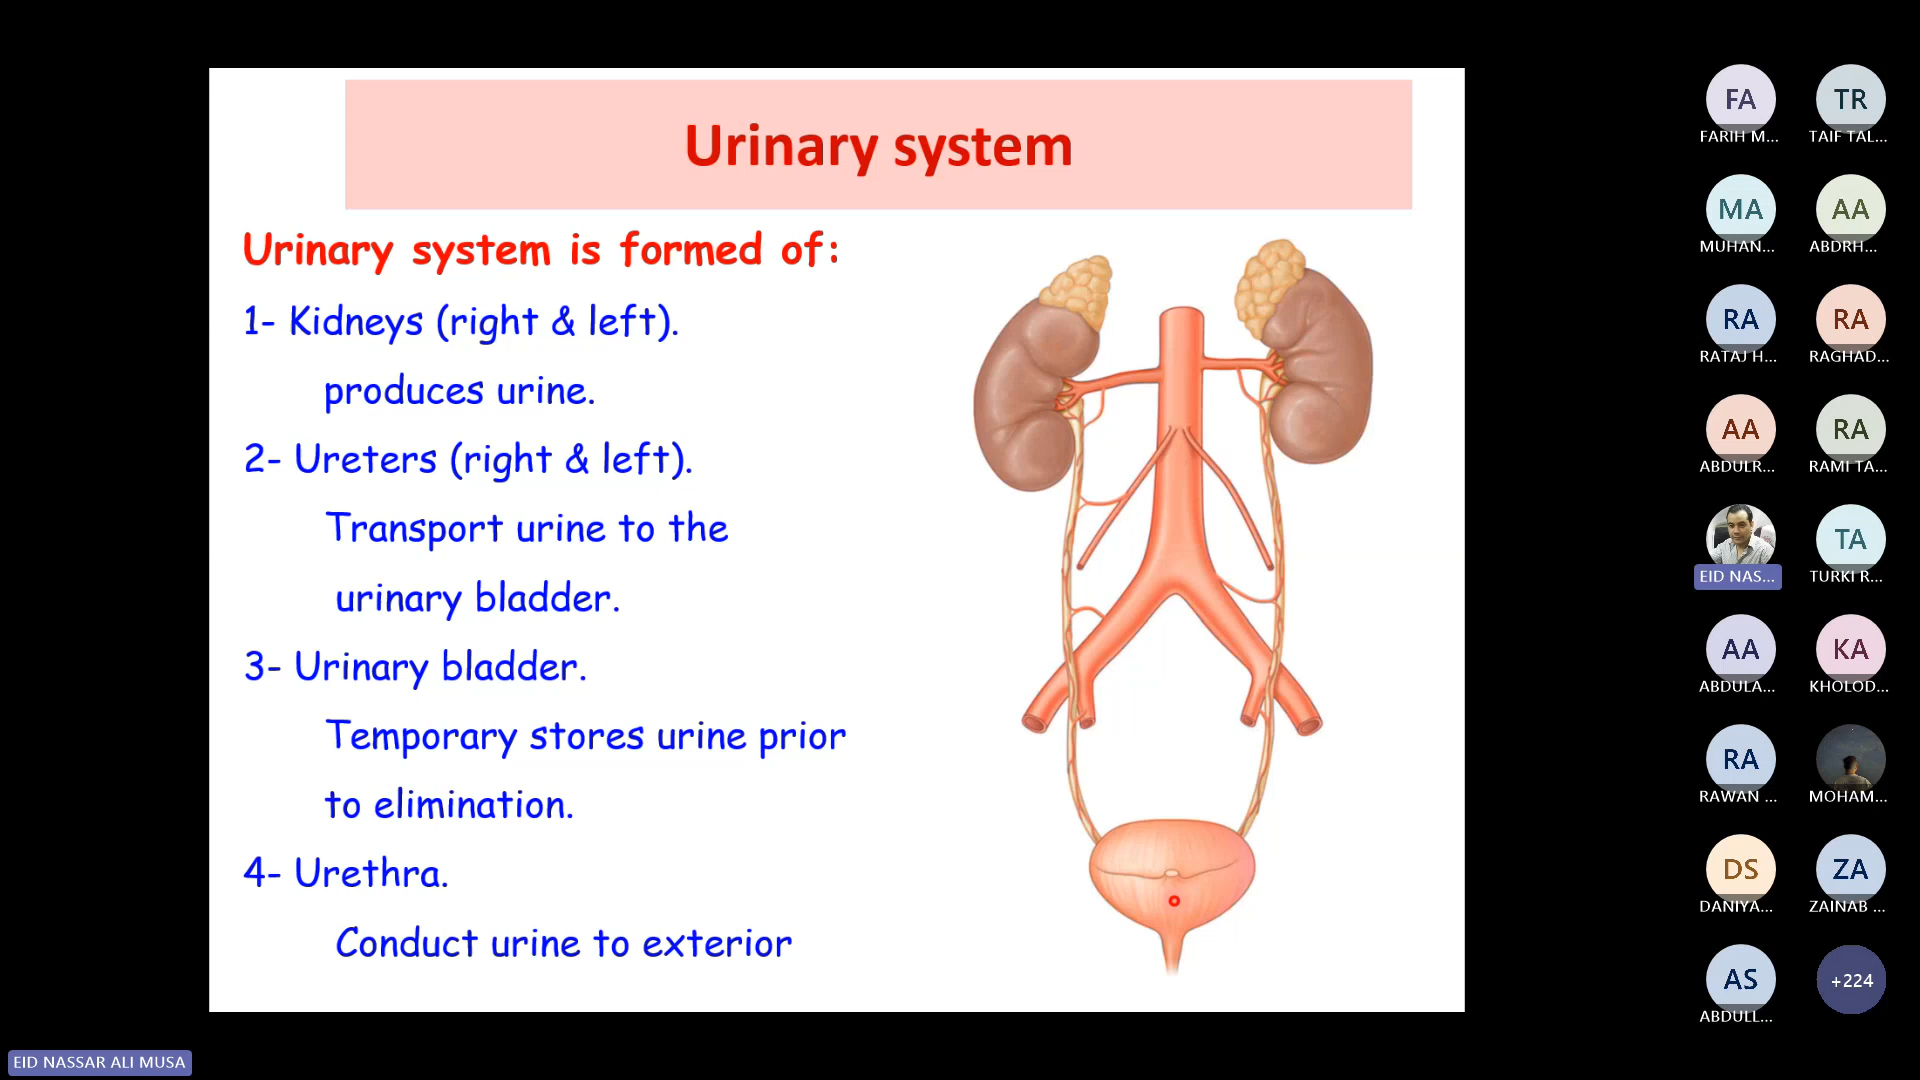 Urinary system
Urinary system is formed of:
1- Kidneys (right & left).
produces urine.
2- Ureters (right & left).
Transport urine to the
urinary bladder.
3- Urinary bladder.
Temporary stores urine prior
to elimination.
4- Urethra.
Conduct urine to exterior
FA
FARIH M...
TR
TAIF TAL...
MA
MUHAN...
AA
ABDRH...
RA
RATAJ H...
RA
RAGHAD...
AA
ABDULR...
RA
RAMI TA...
EID NAS...
TA
TURKI R...
AA
ABDULA...
KA
KHOLOD...
RA
RAWAN ...
MOHAM...
DS
DANIYA...
ZA
ZAINAB ...
AS
ABDULL...
+224
EID NASSAR ALI MUSA